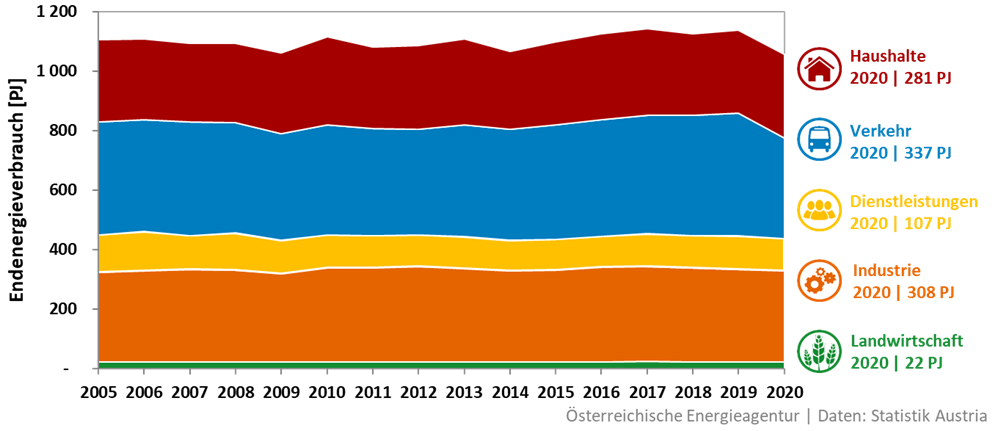 Endenergieverbrauch [PJ]
1 200
1 000
800
600
400
200
-
2005 2006 2007 2008 2009 2010 2011 2012 2013 2014 2015 2016 2017 2018 2019 2020
Haushalte
2020 | 281 PJ
Verkehr
2020 | 337 PJ
Dienstleistungen
2020 | 107 PJ
Industrie
2020 | 308 PJ
Landwirtschaft
2020 | 22 PJ
Österreichische Energieagentur | Daten: Statistik Austria